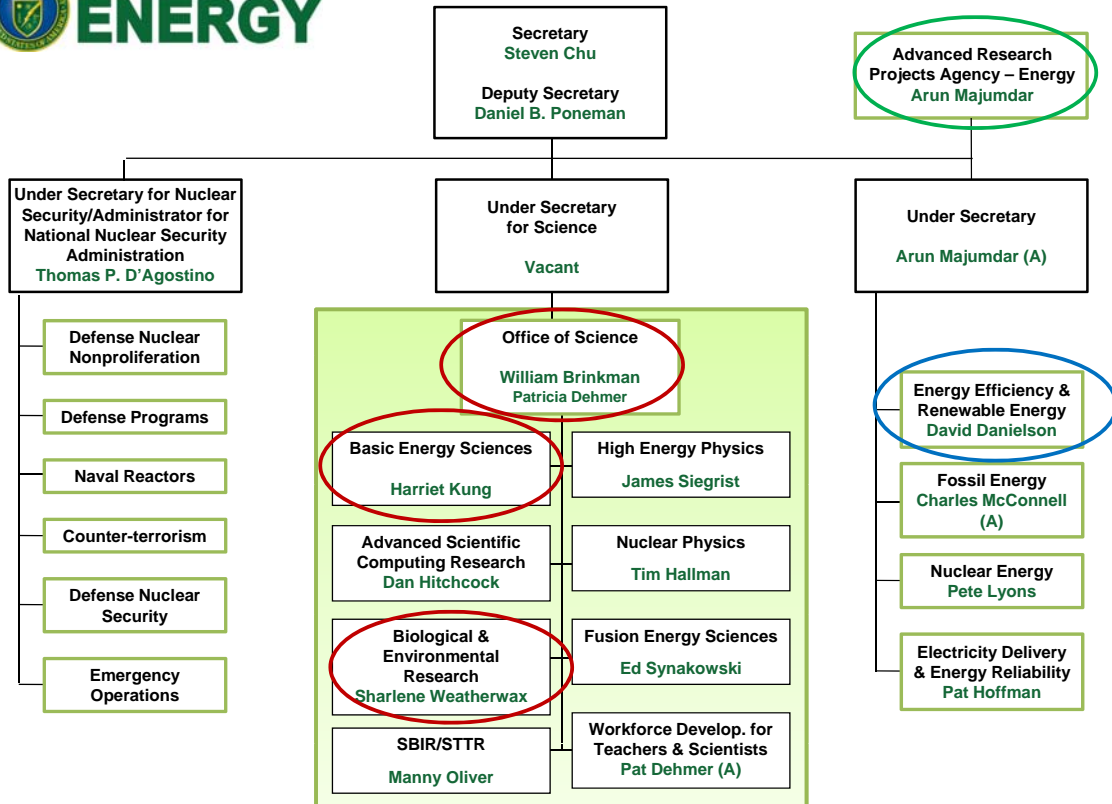 ENERGY
Secretary
Steven Chu
Deputy Secretary
Daniel B. Poneman
Advanced Research
Projects Agency – Energy
Arun Majumdar
Under Secretary for Nuclear
Security/Administrator for
National Nuclear Security
Administration
Thomas P. D’Agostino
Under Secretary
for Science
Vacant
Under Secretary
Arun Majumdar (A)
Defense Nuclear
Nonproliferation
Defense Programs
Naval Reactors
Counter-terrorism
Defense Nuclear
Security
Emergency
Operations
Office of Science
William Brinkman
Patricia Dehmer
Basic Energy Sciences
Harriet Kung
High Energy Physics
James Siegrist
Advanced Scientific
Computing Research
Dan Hitchcock
Nuclear Physics
Tim Hallman
Biological &
Environmental
Research
Sharlene Weatherwax
Fusion Energy Sciences
Ed Synakowski
SBIR/STTR
Manny Oliver
Workforce Develop. for
Teachers & Scientists
Pat Dehmer (A)
Energy Efficiency &
Renewable Energy
David Danielson
Fossil Energy
Charles McConnell
(A)
Nuclear Energy
Pete Lyons
Electricity Delivery
& Energy Reliability
Pat Hoffman